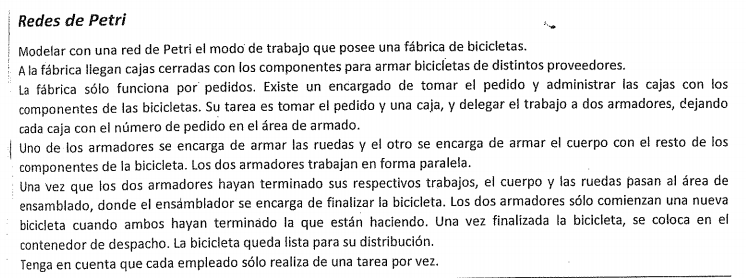 Redes de Petri
Modelar con una red de Petri el modo de trabajo que posee una fábrica de bicicletas.
A la fábrica llegan cajas cerradas con los componentes para armar bicicletas de distintos proveedores.
La fábrica sólo funciona por pedidos. Existe un encargado de tomar el pedido y administrar las cajas con los
componentes de las bicicletas. Su tarea es tomar el pedido y una caja, y delegar el trabajo a dos armadores, dejando
cada caja con el número de pedido en el área de armado.
Uno de los armadores se encarga de armar las ruedas y el otro se encarga de armar el cuerpo con el resto de los
componentes de la bicicleta. Los dos armadores trabajan en forma paralela.
Una vez que los dos armadores hayan terminado sus respectivos trabajos, el cuerpo y las ruedas pasan al área de
ensamblado, donde el ensamblador se encarga de finalizar la bicicleta. Los dos armadores sólo comienzan una nueva
bicicleta cuando ambos hayan terminado la que están haciendo. Una vez finalizada la bicicleta, se coloca en el
contenedor de despacho. La bicicleta queda lista para su distribución.
Tenga en cuenta que cada empleado sólo realiza de una tarea por vez.